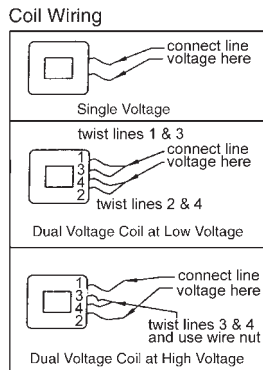 Coil Wiring
connect line
voltage here
Single Voltage
twist lines 1 & 3
1
3
4
2
connect line
voltage here
twist lines 2 & 4
Dual Voltage Coil at Low Voltage
1
3
4
2
connect line
voltage here
twist lines 3 & 4
and use wire nut
Dual Voltage Coil at High Voltage